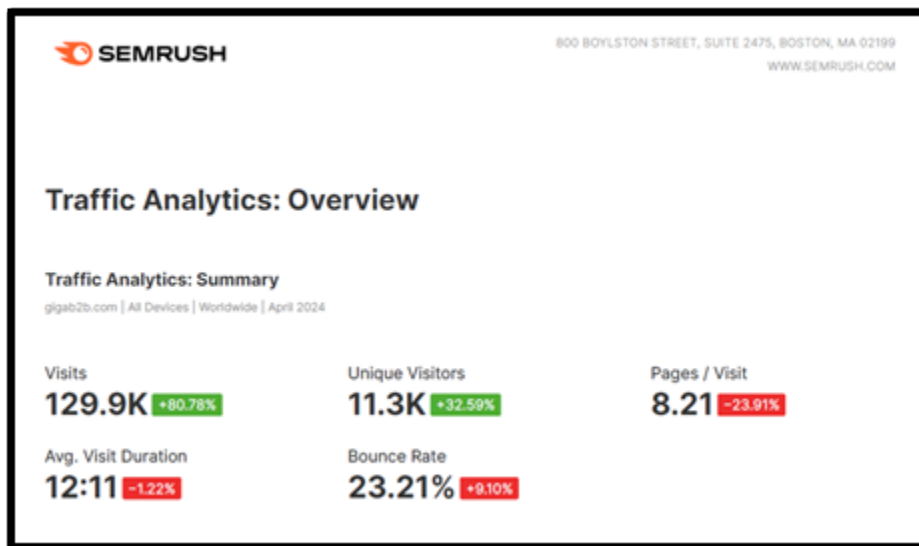 SEMRUSH
800 BOYLSTON STREET, SUITE 2475, BOSTON, MA 02199
WWW.SEMRUSH.COM
Traffic Analytics: Overview
Traffic Analytics: Summary
gigab2b.com | All Devices | Worldwide | April 2024
Visits Unique Visitors Pages / Visit
129.9K +80.78% 11.3K +32.59% 8.21 −23.91%
Avg. Visit Duration Bounce Rate
12:11 −1.22% 23.21% +9.10%